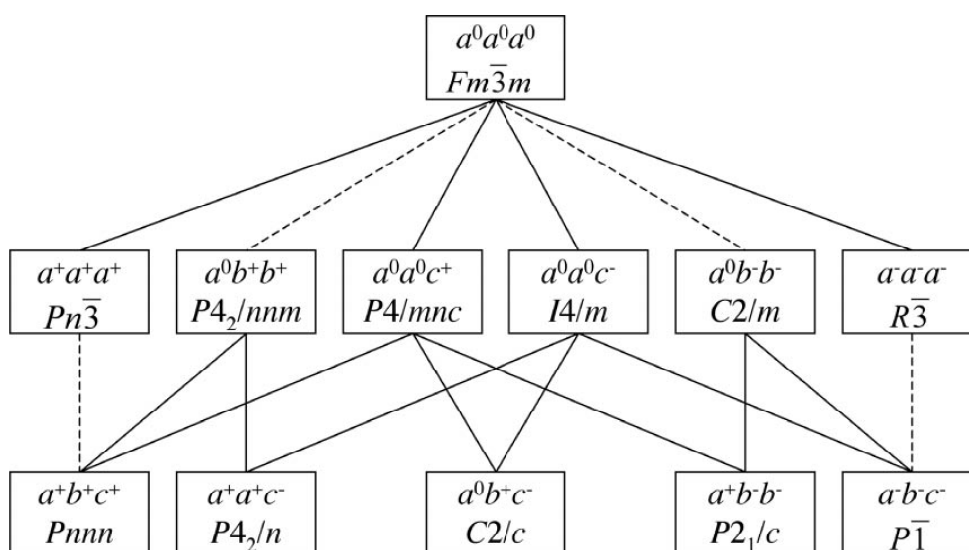 a⁰a⁰a⁰
Fm3̅m
a⁺a⁺a⁺
Pn3̅
a⁰b⁺b⁺
P4₂/nnm
a⁰a⁰c⁺
P4/mnc
a⁰a⁰c⁻
I4/m
a⁰b⁻b⁻
C2/m
a⁻a⁻a⁻
R3̅
a⁺b⁺c⁺
Pnnn
a⁺a⁺c⁻
P4₂/n
a⁰b⁺c⁻
C2/c
a⁺b⁻b⁻
P2₁/c
a⁻b⁻c⁻
P1̅